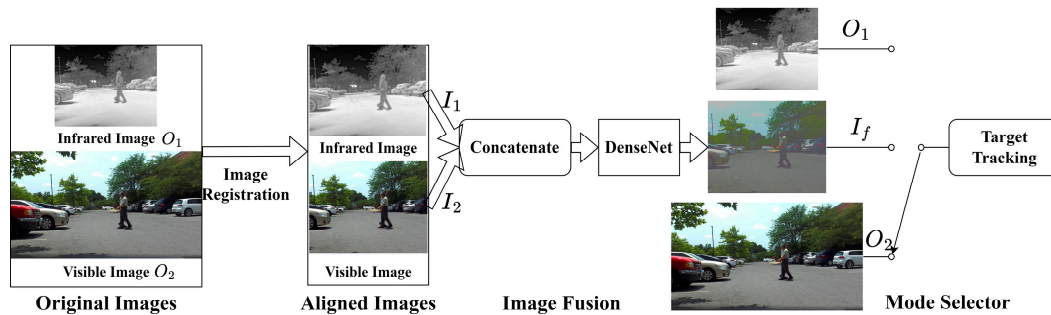 Infrared Image O₁
Visible Image O₂
Original Images
Image
Registration
Infrared Image
Visible Image
Aligned Images
I₁
I₂
Concatenate
DenseNet
Image Fusion
O₁
I_f
O₂
Target
Tracking
Mode Selector